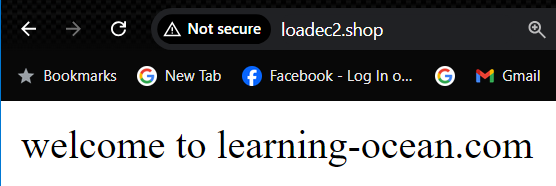 Not secure loadec2.shop
Bookmarks New Tab Facebook - Log In o... Gmail
welcome to learning-ocean.com